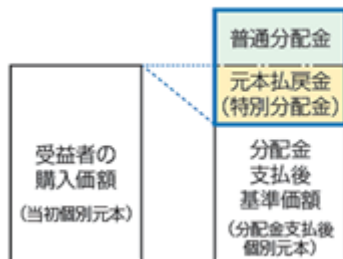 普通分配金
元本払戻金
(特別分配金)
受益者の
購入価額
(当初個別元本)
分配金
支払後
基準価額
(分配金支払後
個別元本)